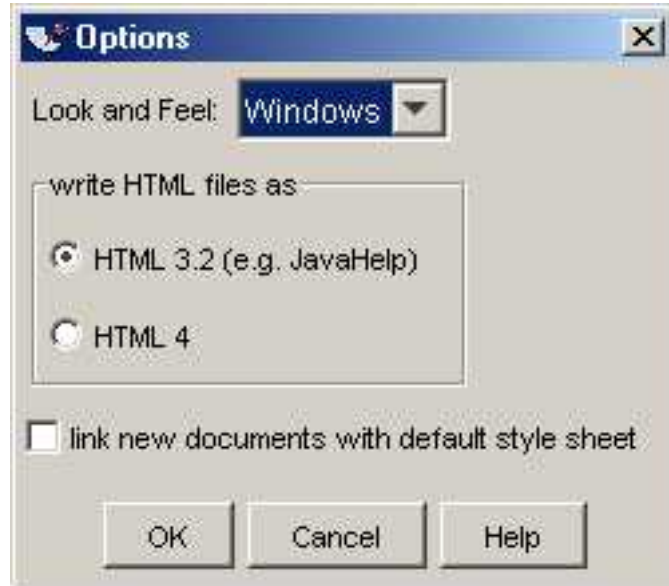 Options
Look and Feel: Windows
write HTML files as
HTML 3.2 (e.g. JavaHelp)
HTML 4
link new documents with default style sheet
OK Cancel Help